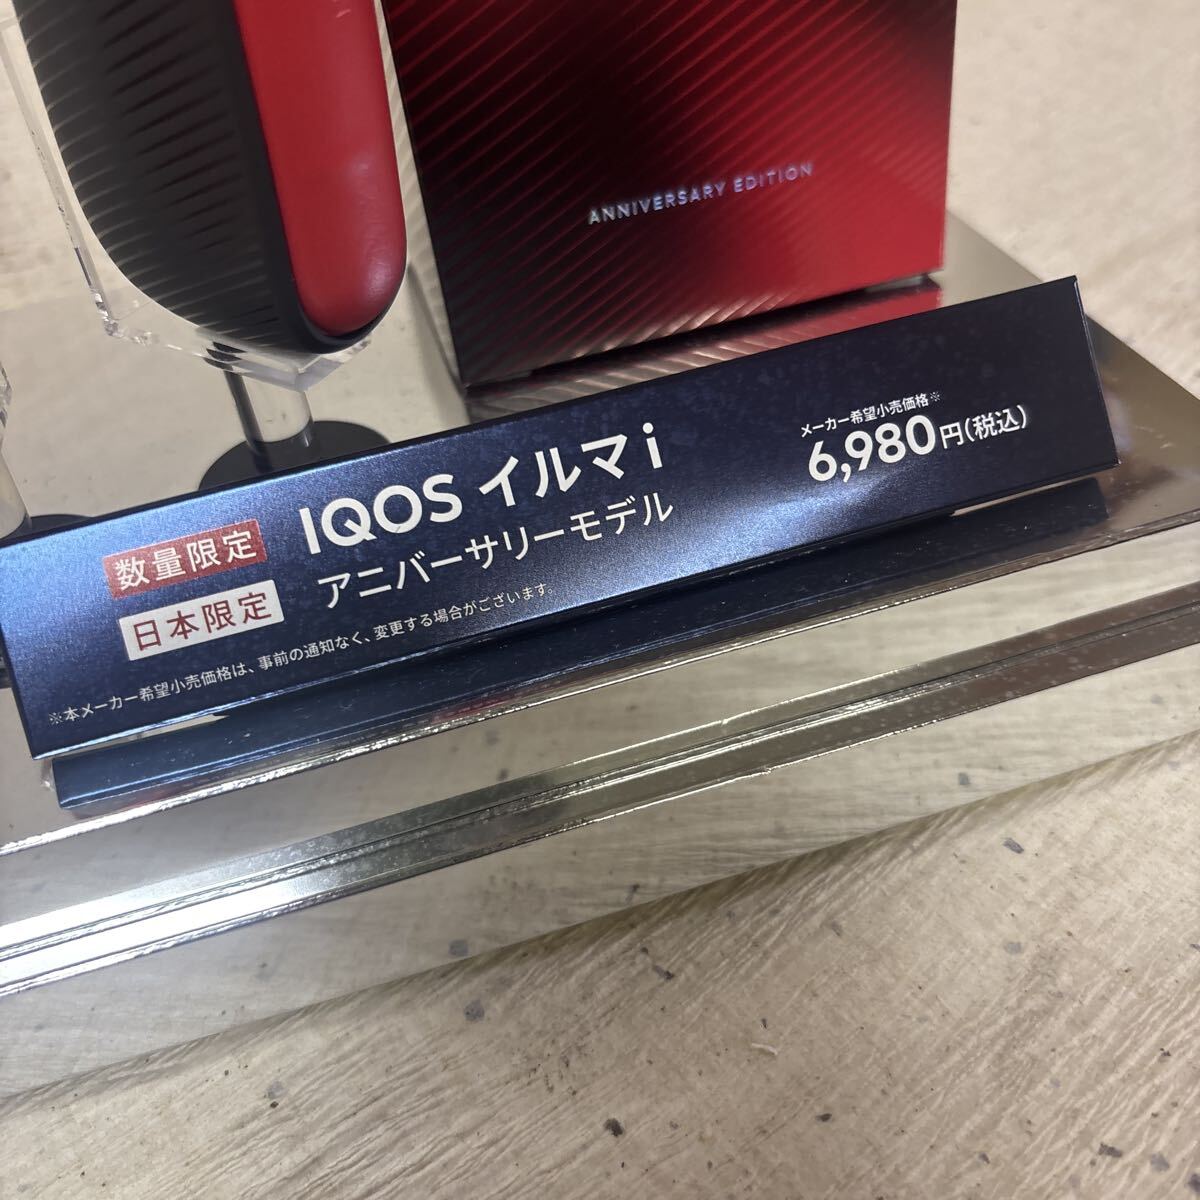 ANNIVERSARY EDITION
数量限定
日本限定
IQOS イルマ i
アニバーサリーモデル
メーカー希望小売価格※
6,980円(税込)
※本メーカー希望小売価格は、事前の通知なく、変更する場合がございます。